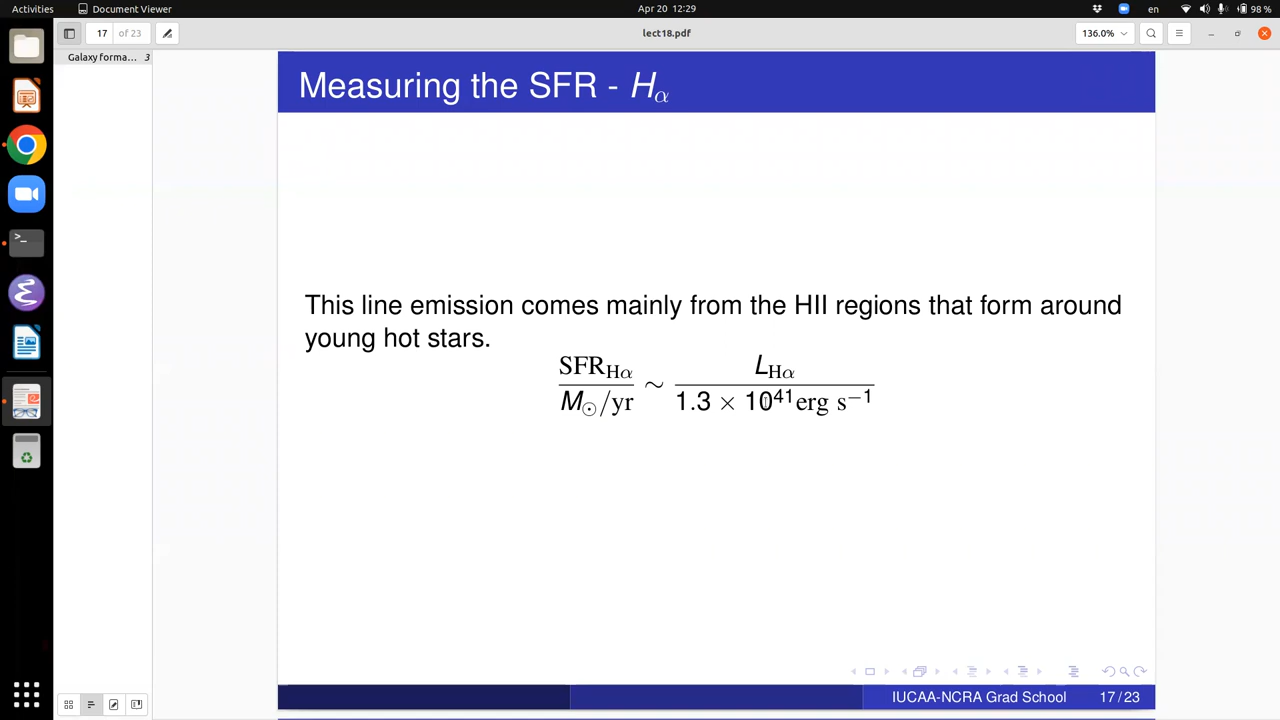 Activities Document Viewer Apr 20 12:29 en 98 %
17 of 23 lect18.pdf 136.0%
Galaxy forma... 3
Measuring the SFR - Hα
This line emission comes mainly from the HII regions that form around
young hot stars.
SFR_Hα / M⊙/yr ∼ L_Hα / 1.3 × 10^41 erg s^−1
IUCAA-NCRA Grad School 17/23